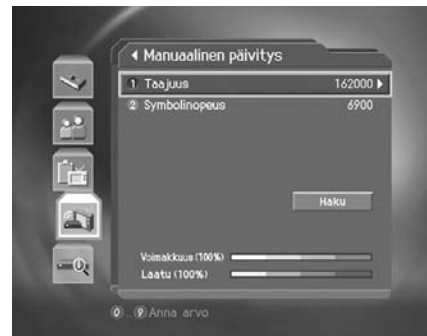 Manuaalinen päivitys
1 Taajuus 162000
2 Symbolinopeus 6900
Haku
Voimakkuus (100%)
Laatu (100%)
0..9 Anna arvo